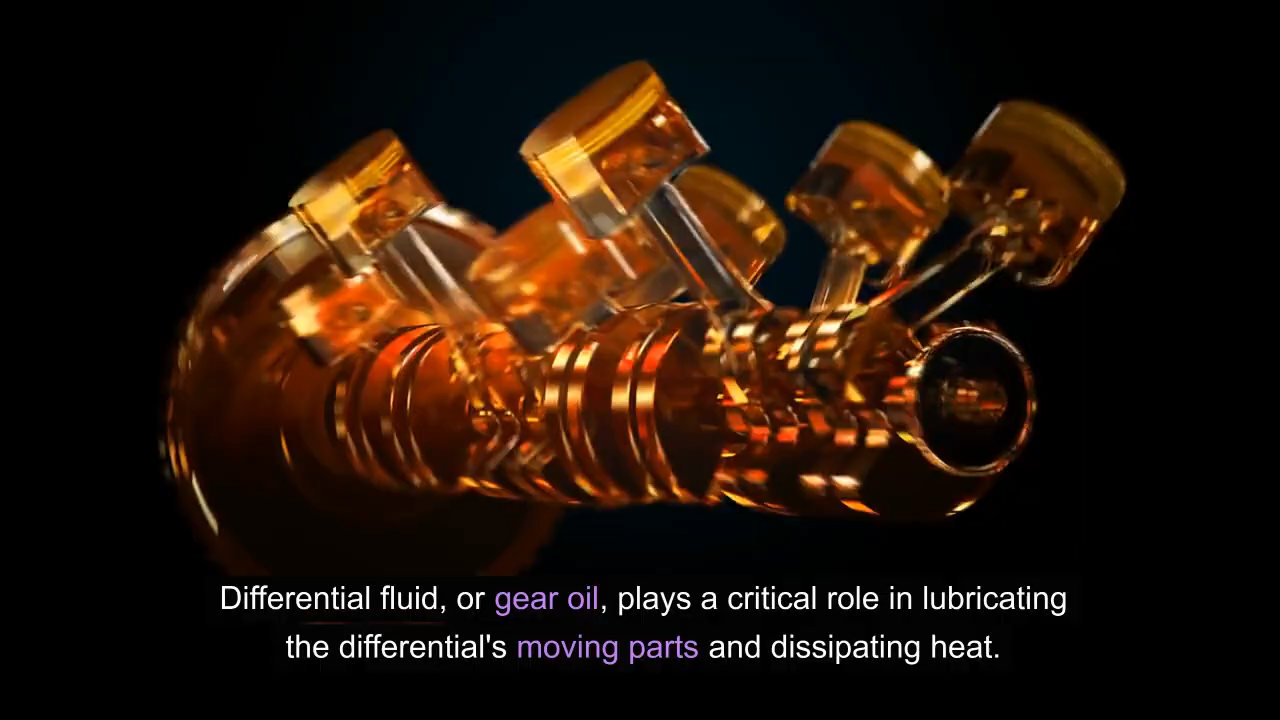 Differential fluid, or gear oil, plays a critical role in lubricating
the differential's moving parts and dissipating heat.